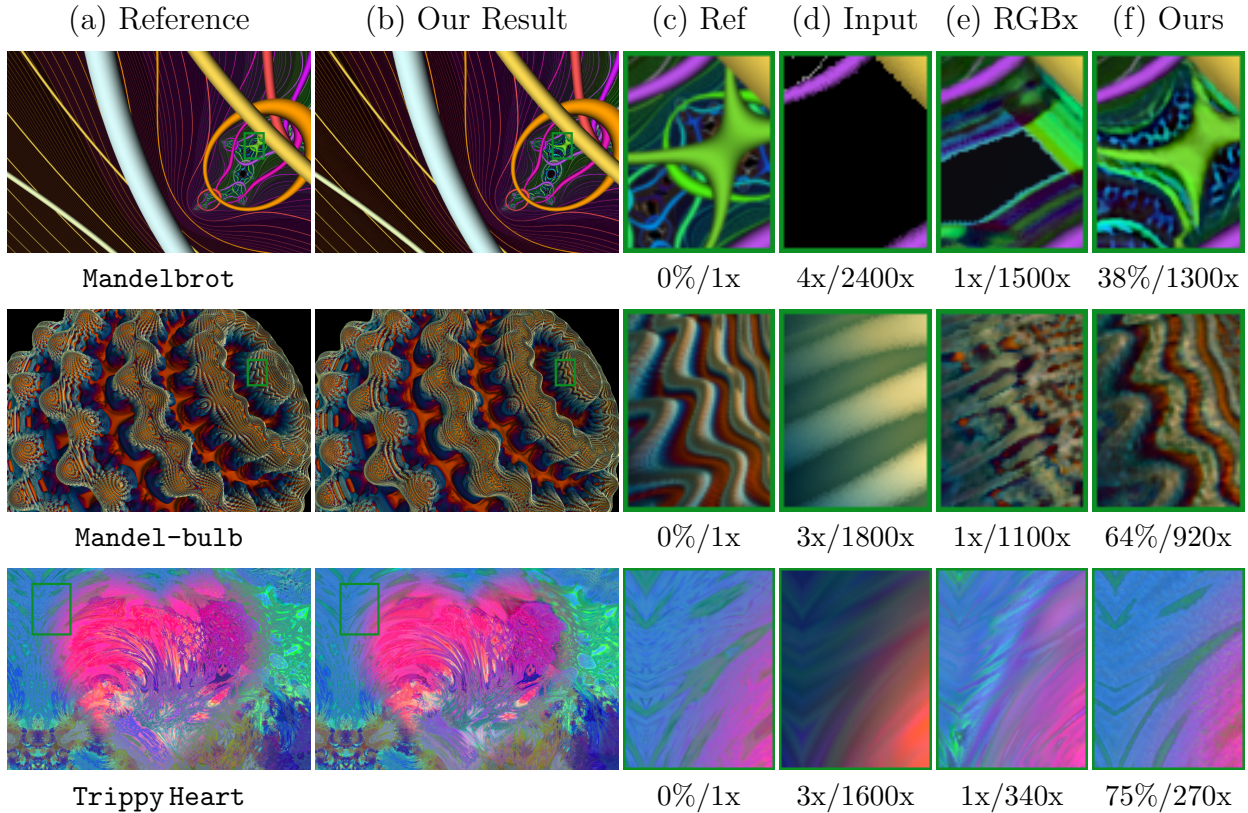 (a) Reference (b) Our Result (c) Ref (d) Input (e) RGBx (f) Ours
Mandelbrot 0%/1x 4x/2400x 1x/1500x 38%/1300x
Mandel-bulb 0%/1x 3x/1800x 1x/1100x 64%/920x
Trippy Heart 0%/1x 3x/1600x 1x/340x 75%/270x